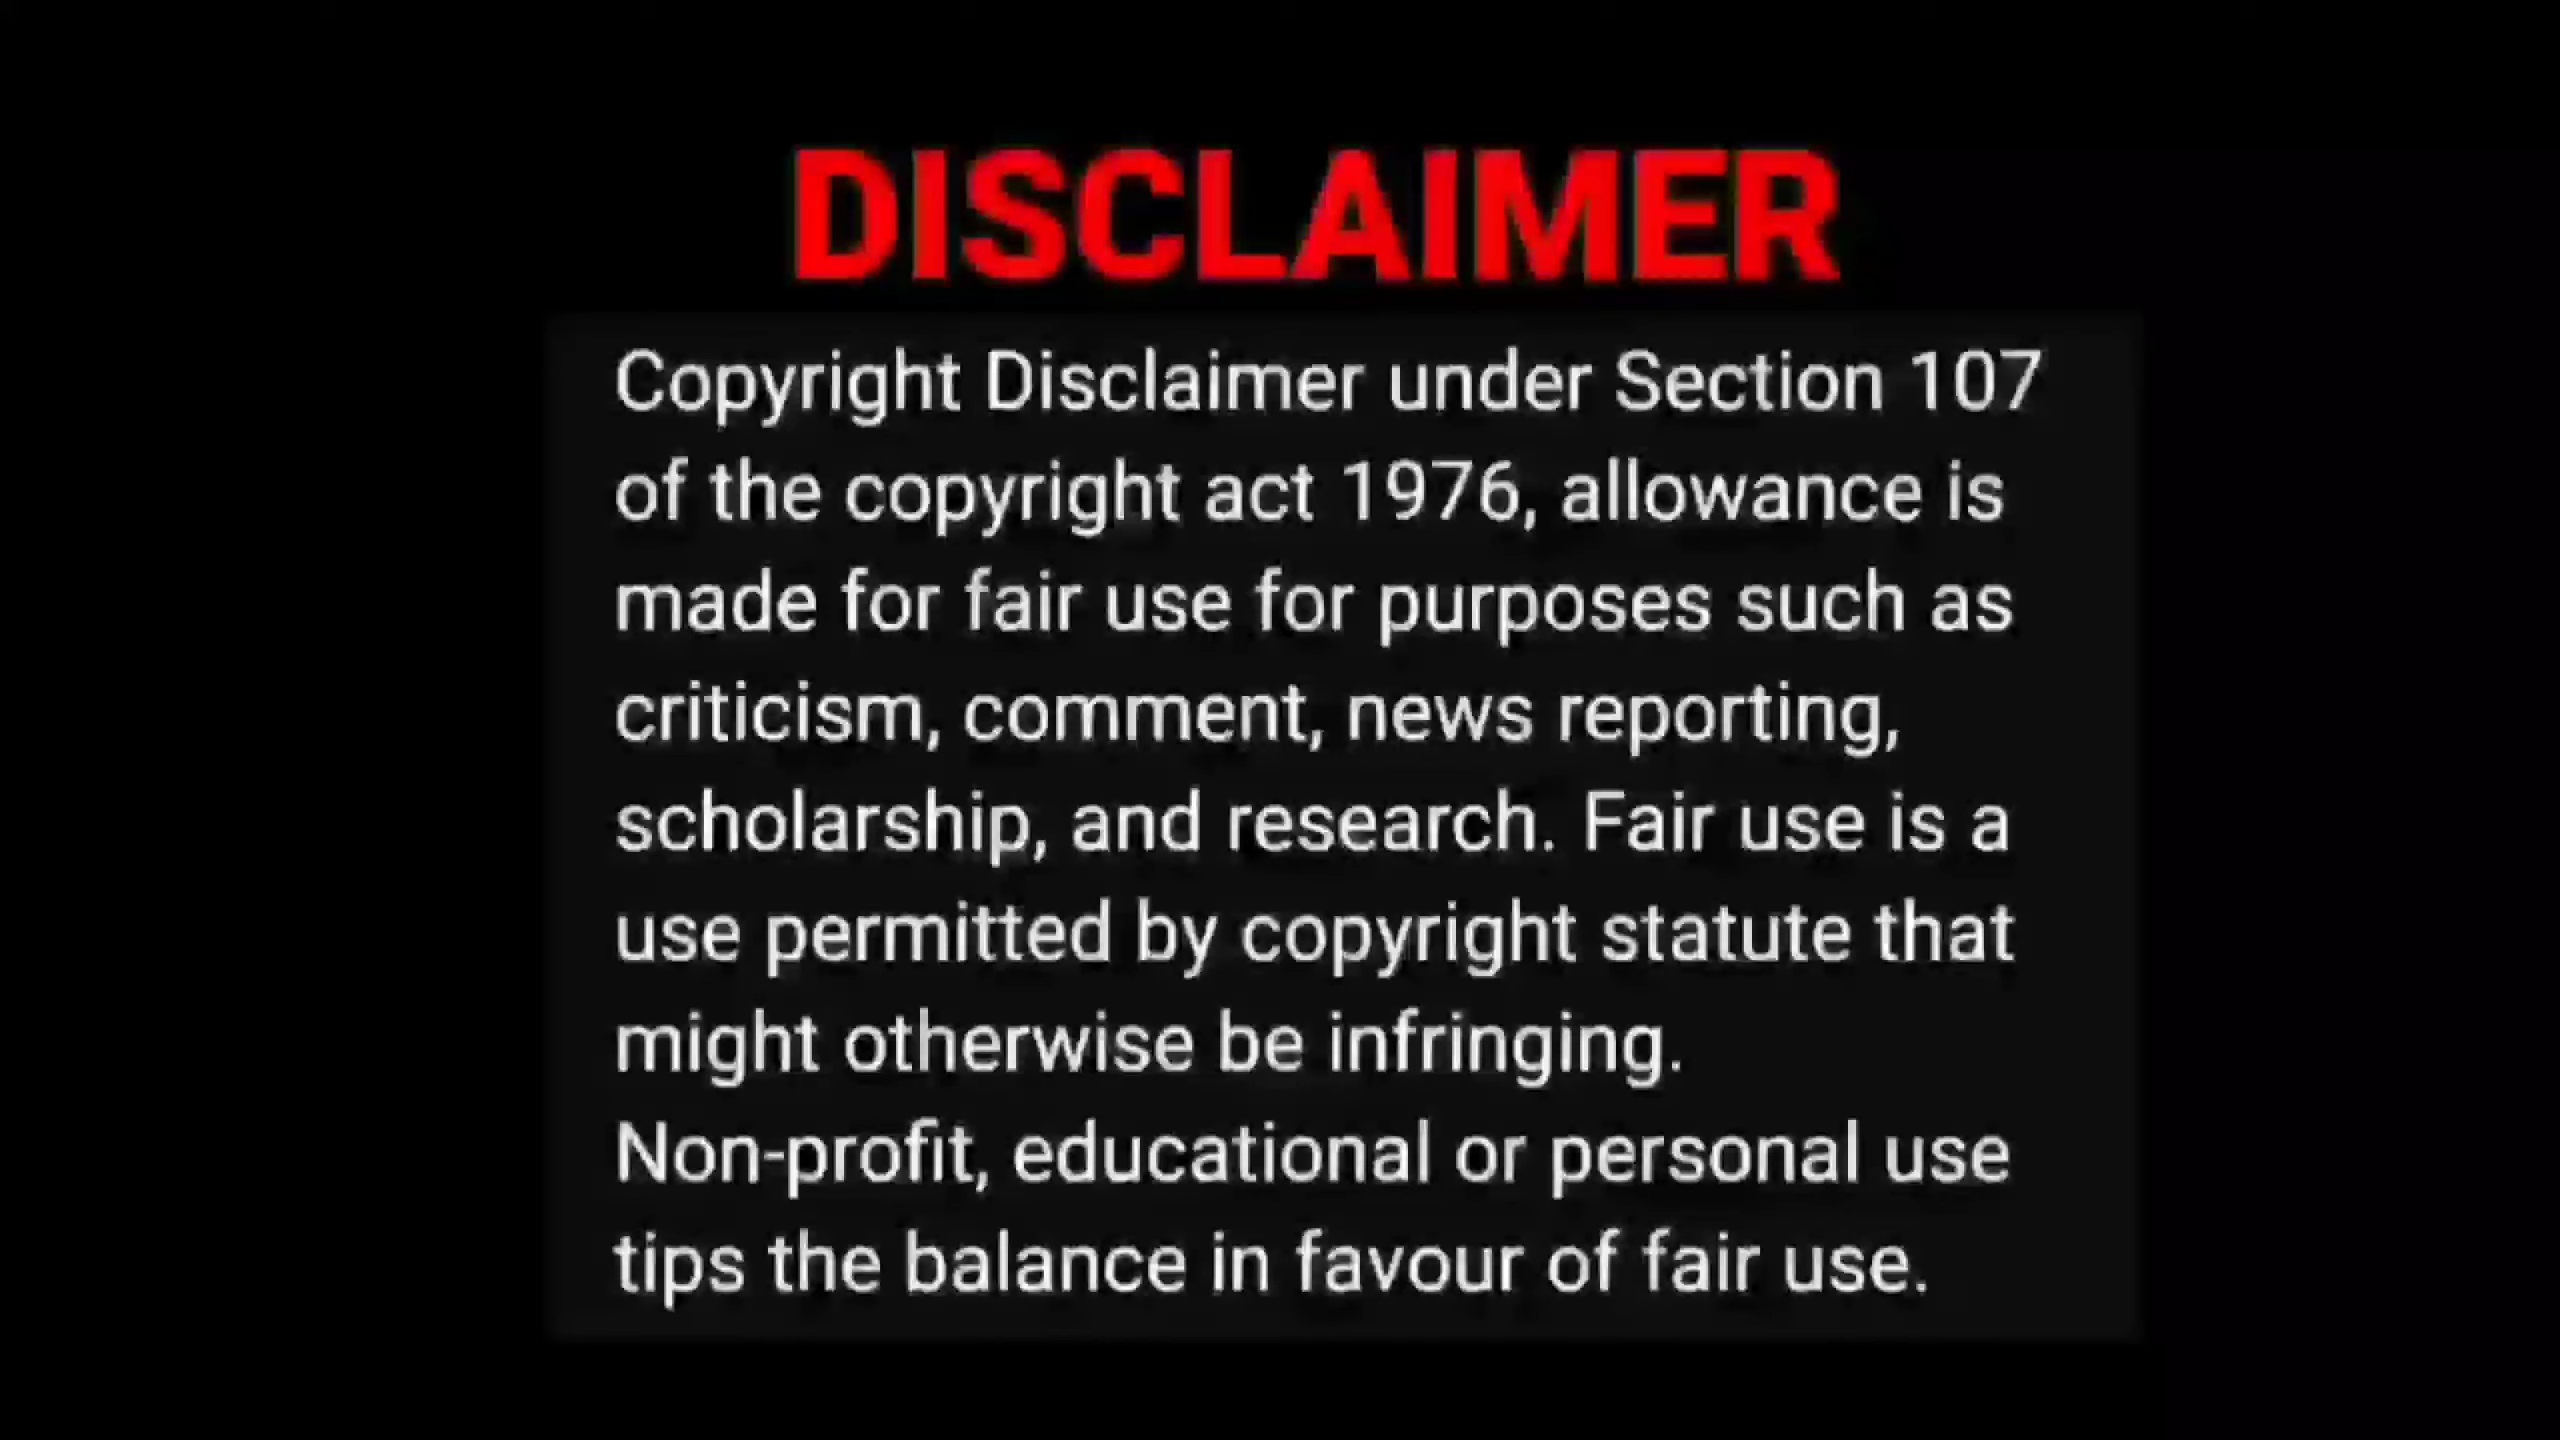 DISCLAIMER
Copyright Disclaimer under Section 107
of the copyright act 1976, allowance is
made for fair use for purposes such as
criticism, comment, news reporting,
scholarship, and research. Fair use is a
use permitted by copyright statute that
might otherwise be infringing.
Non-profit, educational or personal use
tips the balance in favour of fair use.